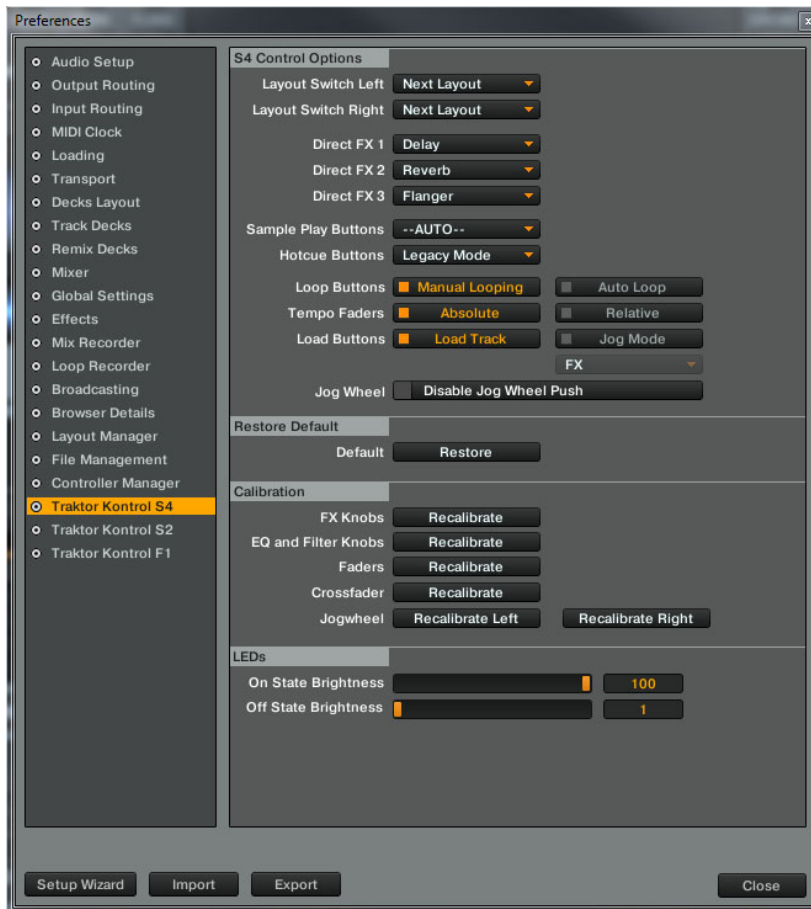 Preferences
Audio Setup
Output Routing
Input Routing
MIDI Clock
Loading
Transport
Decks Layout
Track Decks
Remix Decks
Mixer
Global Settings
Effects
Mix Recorder
Loop Recorder
Broadcasting
Browser Details
Layout Manager
File Management
Controller Manager
Traktor Kontrol S4
Traktor Kontrol S2
Traktor Kontrol F1
S4 Control Options
Layout Switch Left Next Layout
Layout Switch Right Next Layout
Direct FX 1 Delay
Direct FX 2 Reverb
Direct FX 3 Flanger
Sample Play Buttons --AUTO--
Hotcue Buttons Legacy Mode
Loop Buttons Manual Looping Auto Loop
Tempo Faders Absolute Relative
Load Buttons Load Track Jog Mode
FX
Jog Wheel Disable Jog Wheel Push
Restore Default
Default Restore
Calibration
FX Knobs Recalibrate
EQ and Filter Knobs Recalibrate
Faders Recalibrate
Crossfader Recalibrate
Jogwheel Recalibrate Left Recalibrate Right
LEDs
On State Brightness 100
Off State Brightness 1
Setup Wizard Import Export Close